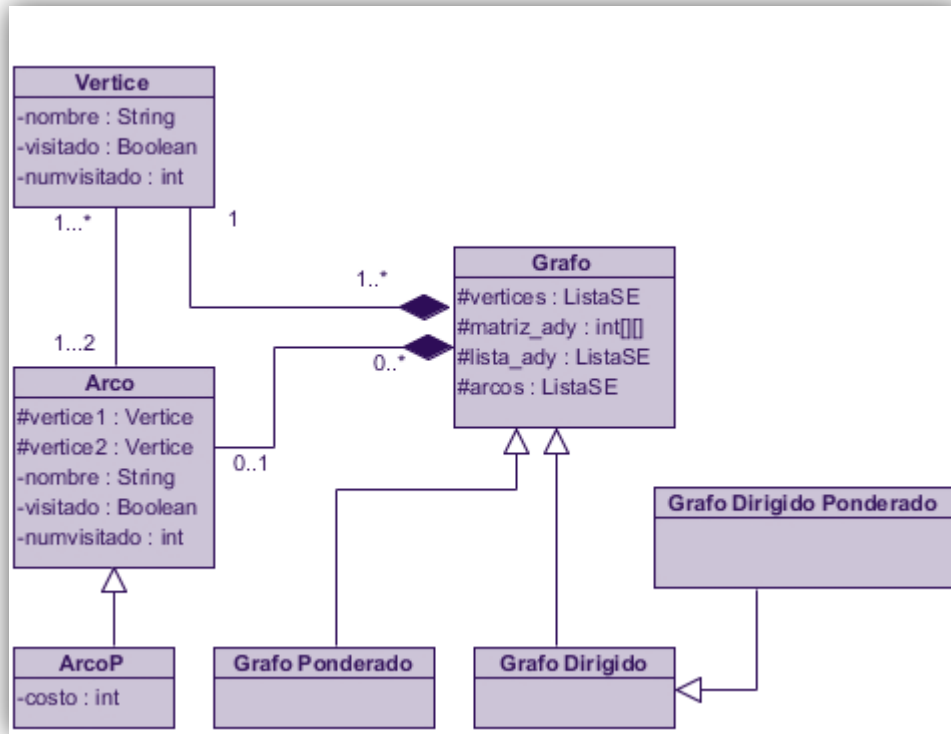 Vertice
-nombre : String
-visitado : Boolean
-numvisitado : int
1...*
1
1..*
Grafo
#vertices : ListaSE
#matriz_ady : int[][]
#lista_ady : ListaSE
#arcos : ListaSE
0..*
1...2
Arco
#vertice1 : Vertice
#vertice2 : Vertice
-nombre : String
-visitado : Boolean
-numvisitado : int
0..1
Grafo Dirigido Ponderado
ArcoP
-costo : int
Grafo Ponderado
Grafo Dirigido